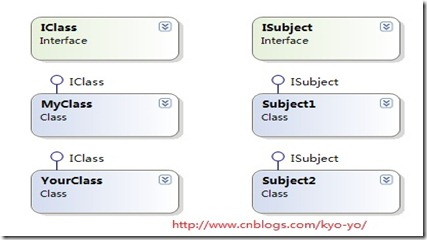 IClass
Interface
ISubject
Interface
IClass
ISubject
MyClass
Class
Subject1
Class
IClass
ISubject
YourClass
Class
Subject2
Class
http://www.cnblogs.com/kyo-yo/